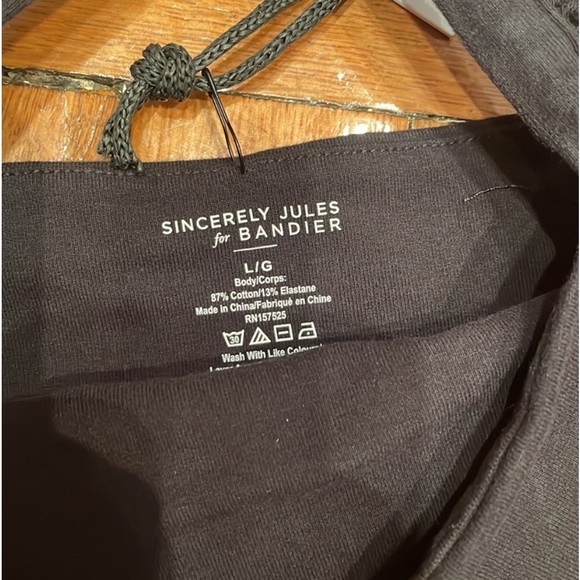 SINCERELY JULES
for BANDIER
L/G
Body/Corps:
87% Cotton/13% Elastane
Made in China/Fabriqué en Chine
RN157525
30
Wash With Like Colours/